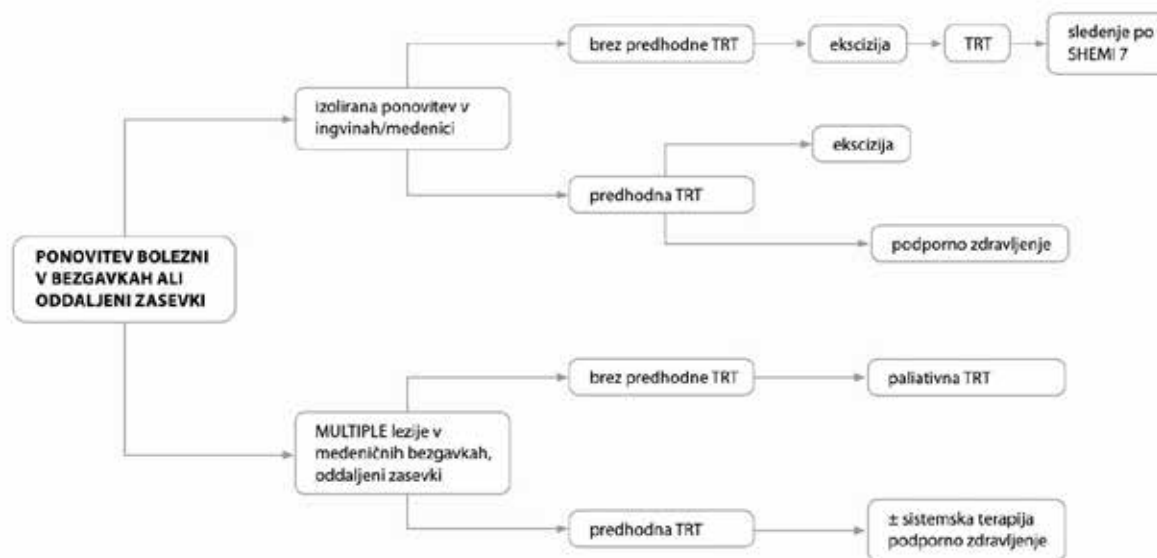 PONOVITEV BOLEZNI
V BEZGAVKAH ALI
ODDALJENI ZASEVKI
izolirana ponovitev v
ingvinah/medenici
brez predhodne TRT
ekscizija
TRT
sledenje po
SHEMI 7
predhodna TRT
ekscizija
podporno zdravljenje
MULTIPLE lezije v
medeničnih bezgavkah,
oddaljeni zasevki
brez predhodne TRT
paliativna TRT
predhodna TRT
± sistemska terapija
podporno zdravljenje